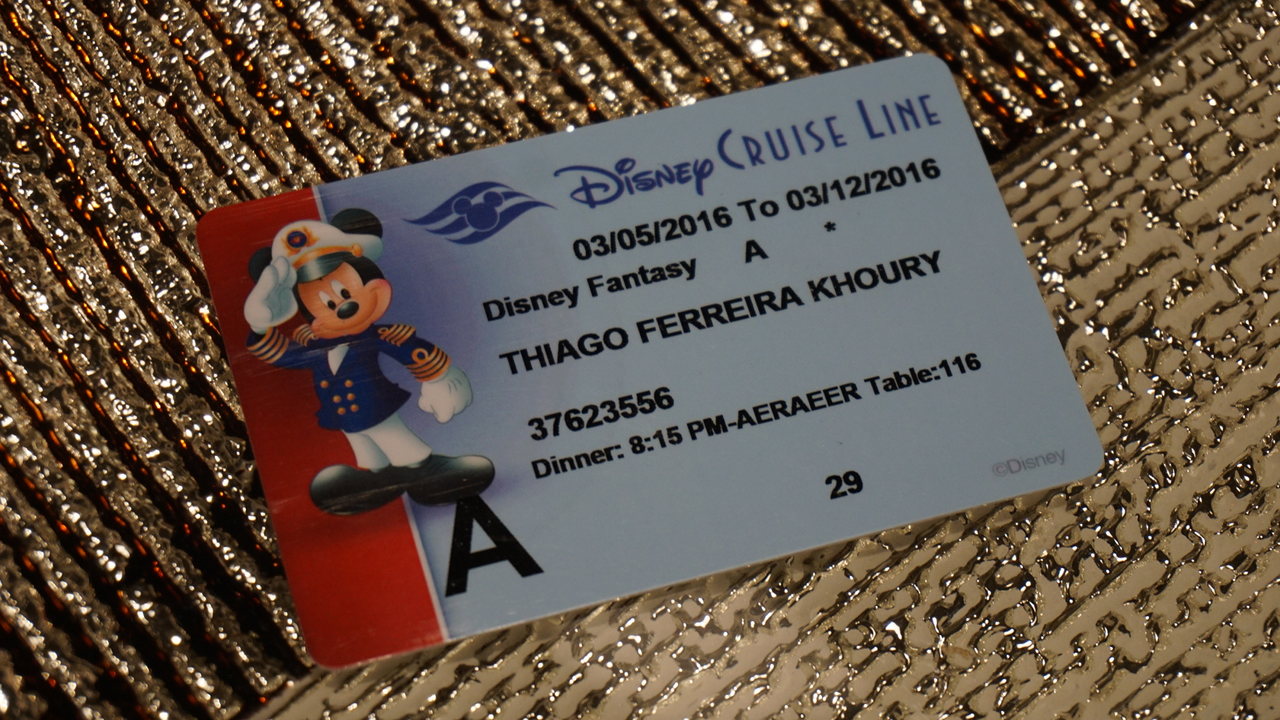 Disney Cruise Line
03/05/2016 To 03/12/2016
Disney Fantasy A *
THIAGO FERREIRA KHOURY
37623556
Dinner: 8:15 PM-AERAEER Table:116
29
©Disney
A